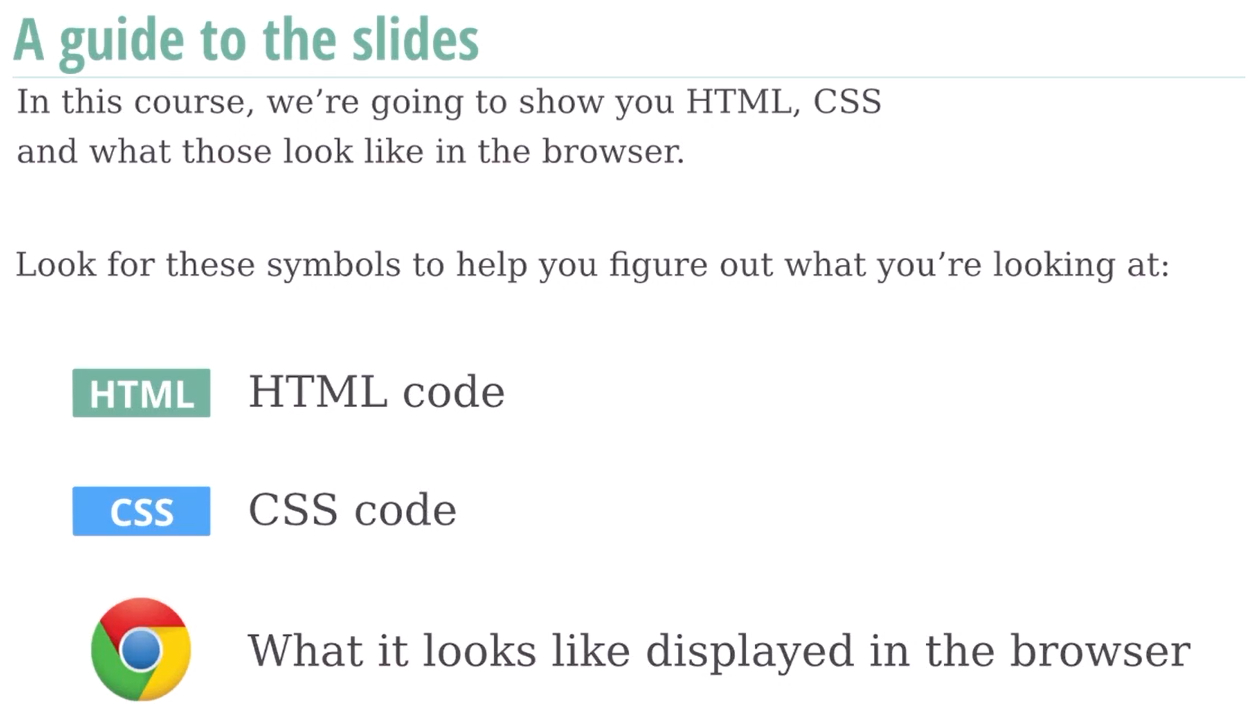 A guide to the slides
In this course, we’re going to show you HTML, CSS
and what those look like in the browser.
Look for these symbols to help you figure out what you’re looking at:
HTML HTML code
CSS CSS code
What it looks like displayed in the browser